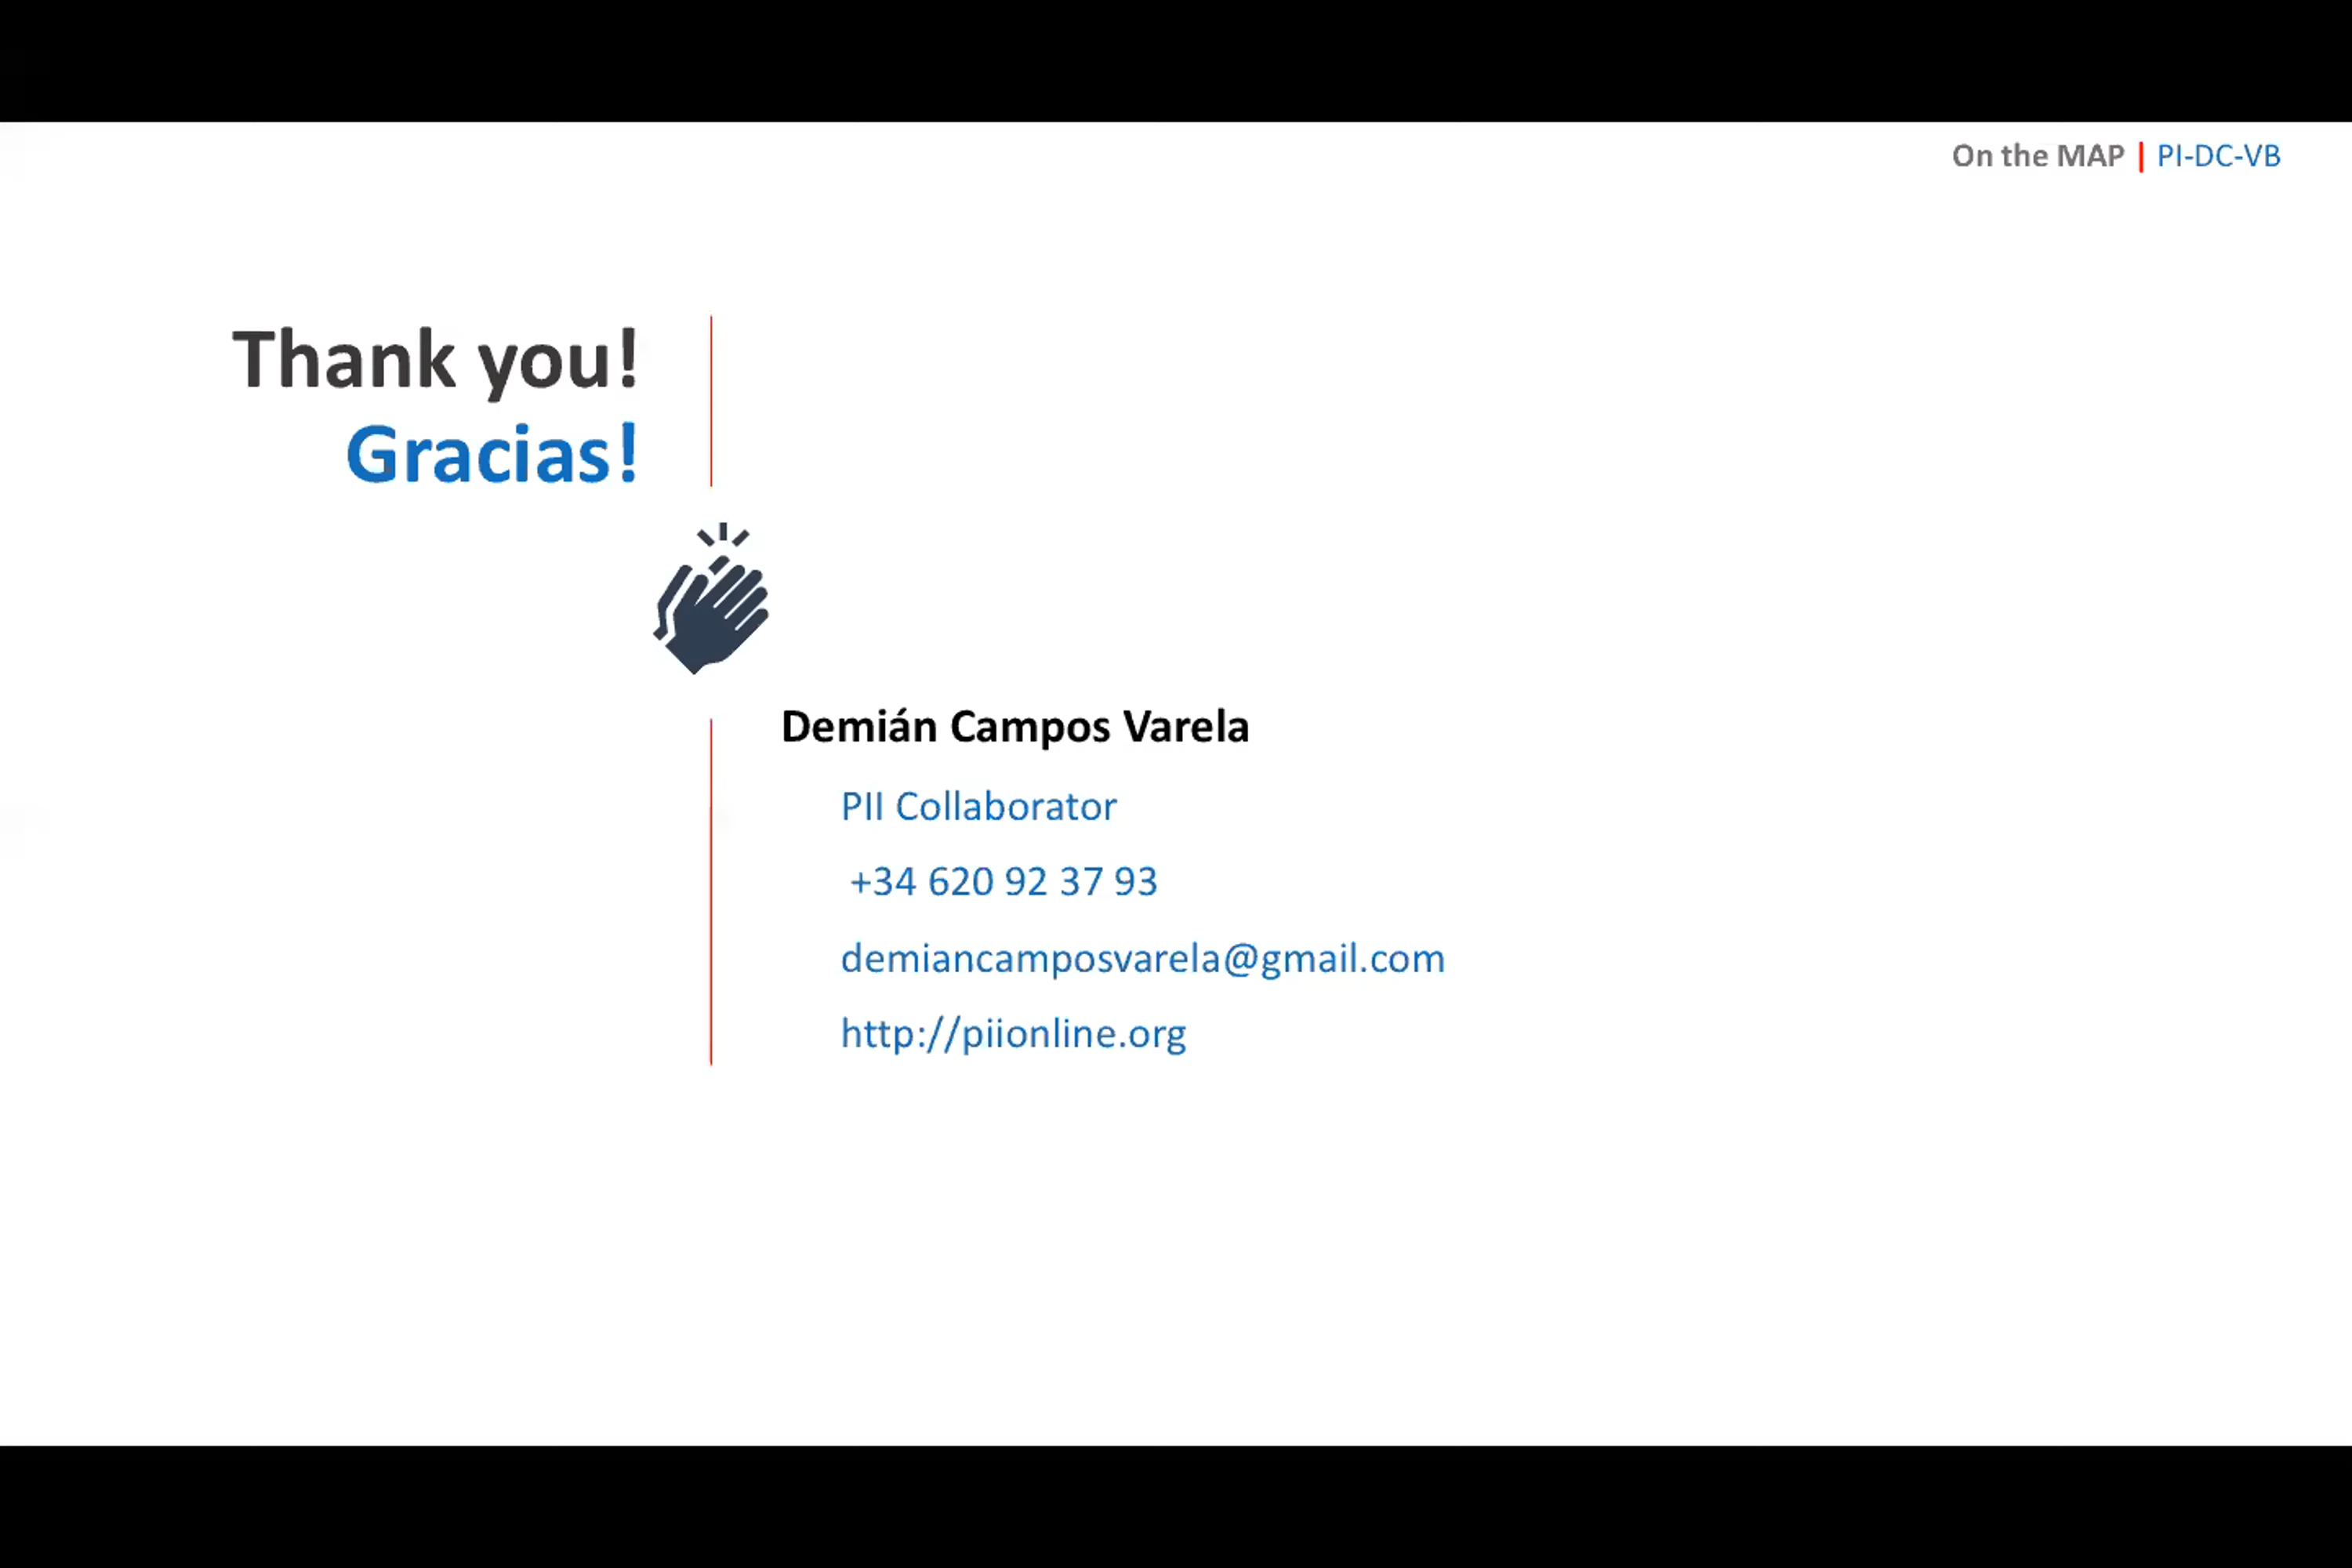 On the MAP | PI-DC-VB
Thank you!
Gracias!
Demián Campos Varela
PII Collaborator
+34 620 92 37 93
demiancamposvarela@gmail.com
http://piionline.org